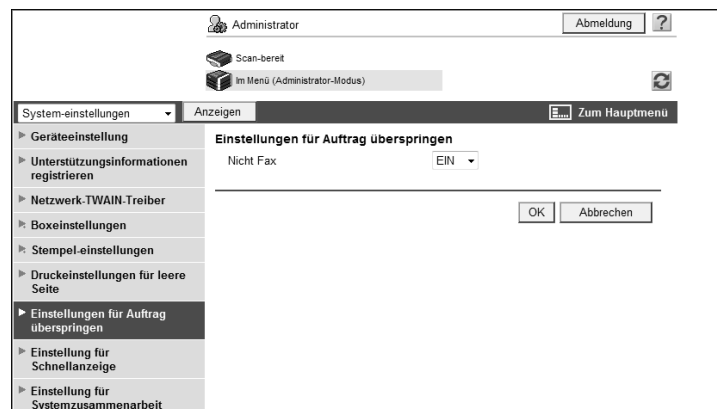 Administrator
Abmeldung
?
Scan-bereit
Im Menü (Administrator-Modus)
System-einstellungen
Anzeigen
Zum Hauptmenü
Geräteeinstellung
Unterstützungsinformationen
registrieren
Netzwerk-TWAIN-Treiber
Boxeinstellungen
Stempel-einstellungen
Druckeinstellungen für leere
Seite
Einstellungen für Auftrag
überspringen
Einstellung für
Schnellanzeige
Einstellung für
Systemzusammenarbeit
Einstellungen für Auftrag überspringen
Nicht Fax
EIN
OK
Abbrechen